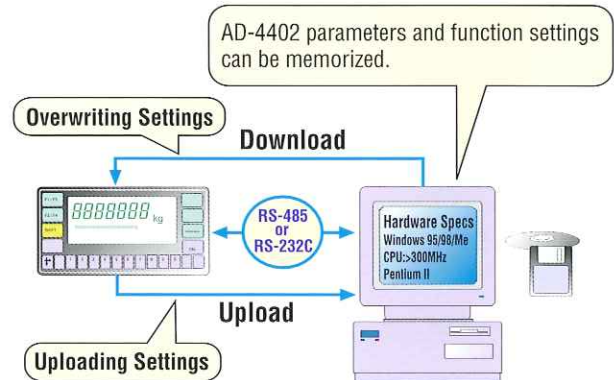 AD-4402 parameters and function settings
can be memorized.
Overwriting Settings
Download
8888888 kg
RS-485
or
RS-232C
Hardware Specs
Windows 95/98/Me
CPU:>300MHz
Pentium II
Upload
Uploading Settings